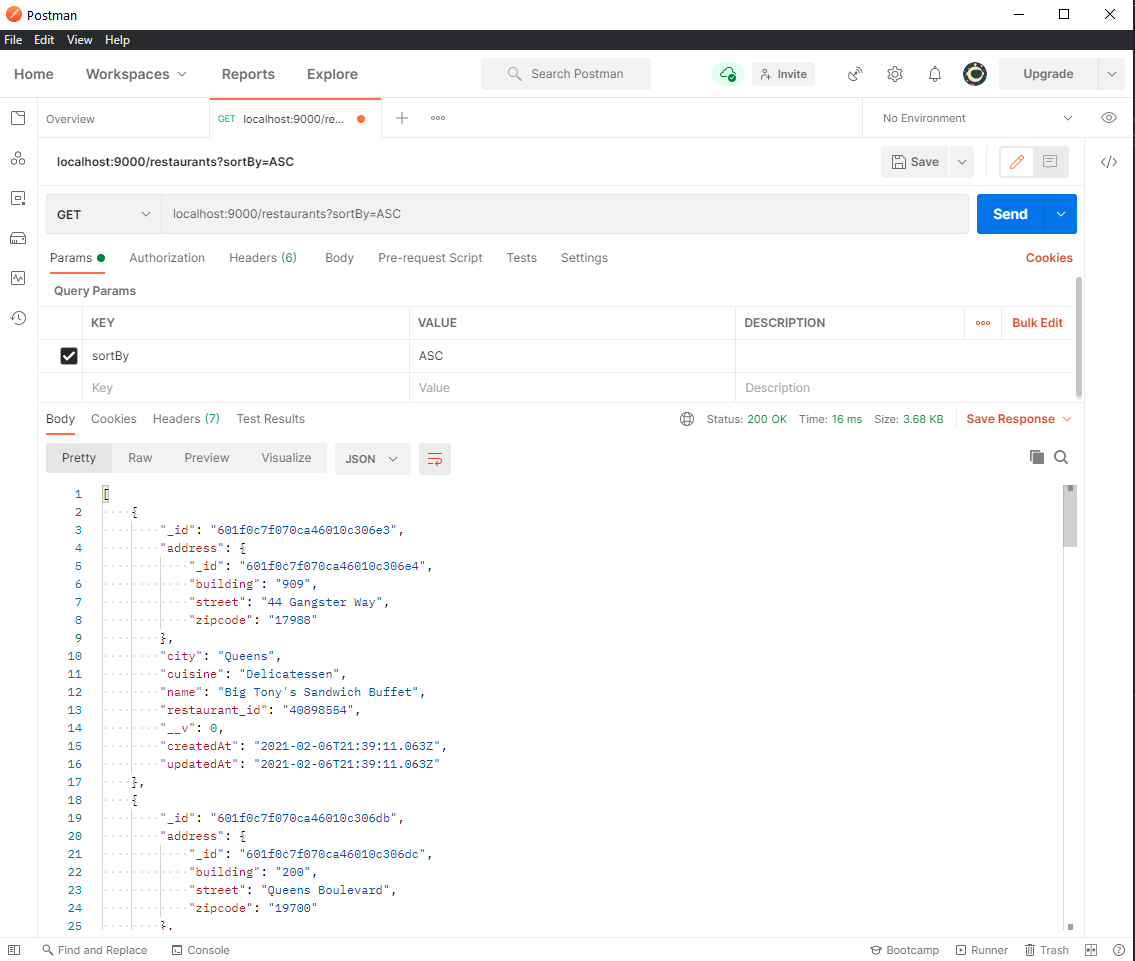 Postman
File Edit View Help
Home Workspaces Reports Explore Search Postman Invite Upgrade
Overview GET localhost:9000/re... No Environment
localhost:9000/restaurants?sortBy=ASC Save
GET localhost:9000/restaurants?sortBy=ASC Send
Params Authorization Headers (6) Body Pre-request Script Tests Settings Cookies
Query Params
KEY VALUE DESCRIPTION Bulk Edit
sortBy ASC
Key Value Description
Body Cookies Headers (7) Test Results Status: 200 OK Time: 16 ms Size: 3.68 KB Save Response
Pretty Raw Preview Visualize JSON
1 [
2 {
3 "_id": "601f0c7f070ca46010c306e3",
4 "address": {
5 "_id": "601f0c7f070ca46010c306e4",
6 "building": "909",
7 "street": "44 Gangster Way",
8 "zipcode": "17988"
9 },
10 "city": "Queens",
11 "cuisine": "Delicatessen",
12 "name": "Big Tony's Sandwich Buffet",
13 "restaurant_id": "40898554",
14 "__v": 0,
15 "createdAt": "2021-02-06T21:39:11.063Z",
16 "updatedAt": "2021-02-06T21:39:11.063Z"
17 },
18 {
19 "_id": "601f0c7f070ca46010c306db",
20 "address": {
21 "_id": "601f0c7f070ca46010c306dc",
22 "building": "200",
23 "street": "Queens Boulevard",
24 "zipcode": "19700"
25 },
Find and Replace Console Bootcamp Runner Trash